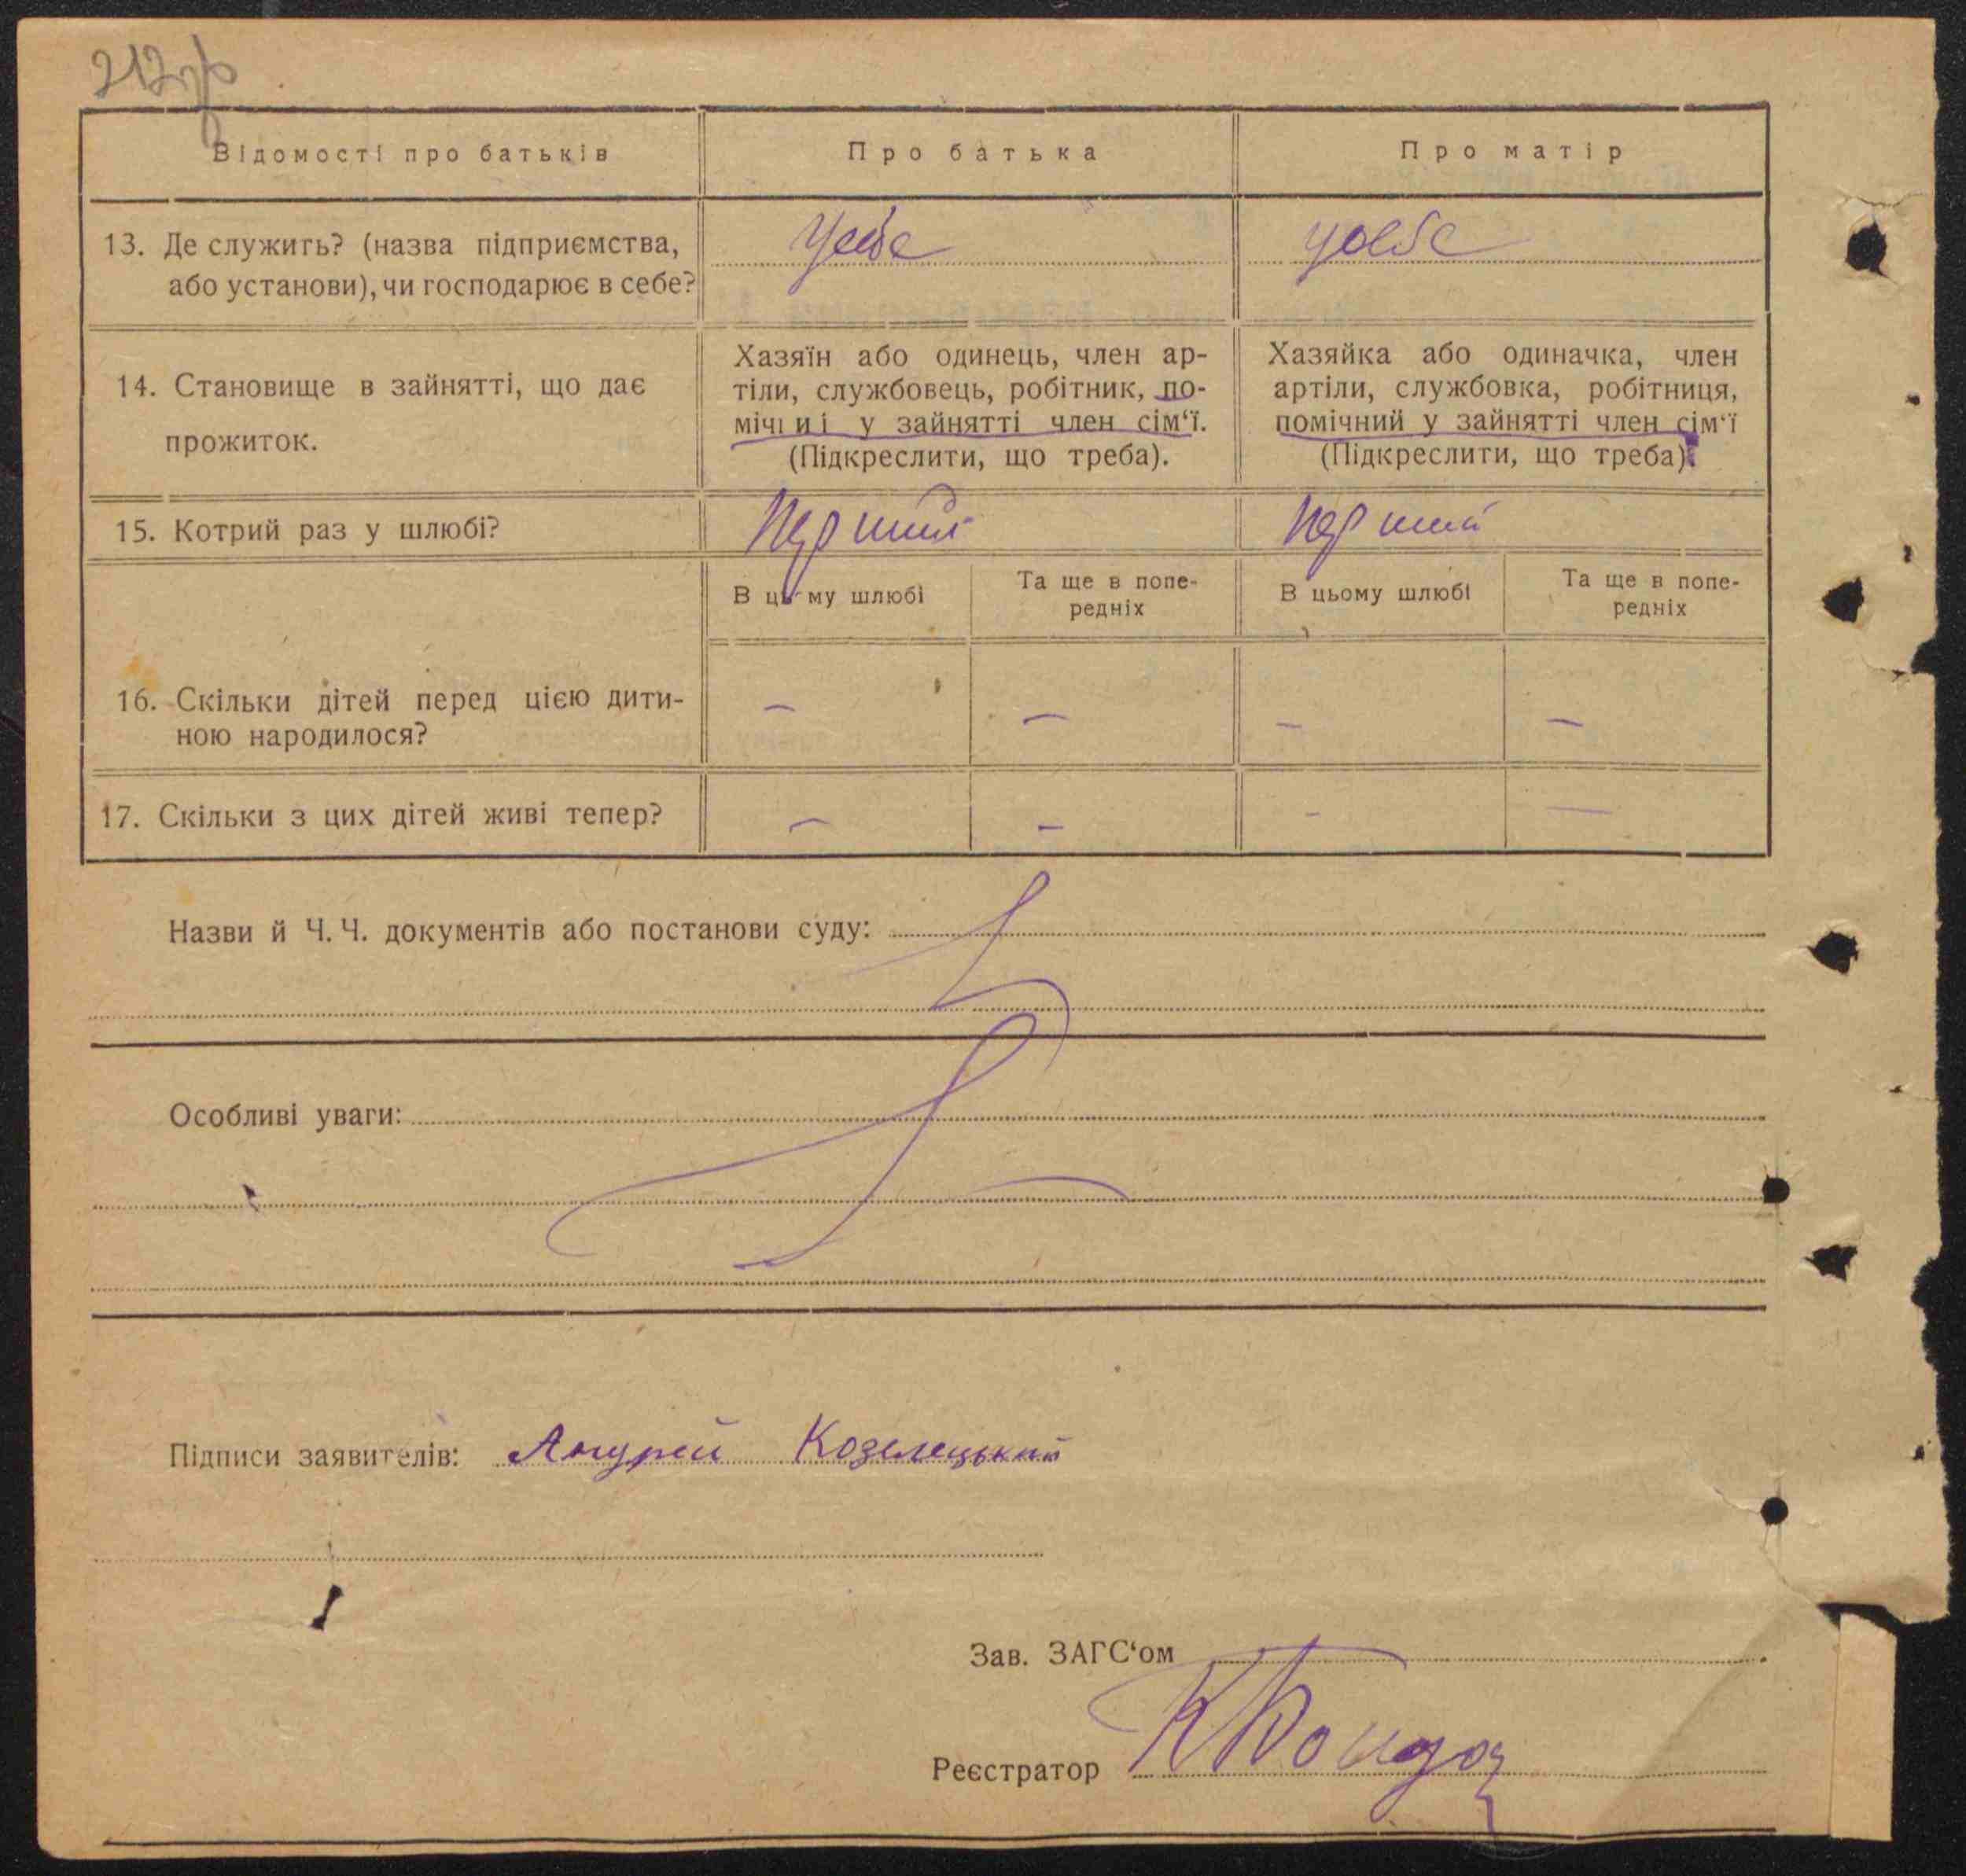 Відомості про батьків
Про батька
Про матір
13. Де служить? (назва підприємства,
або установи), чи господарює в себе?
у себе
у себе
14. Становище в зайнятті, що дає
прожиток.
Хазяїн або одинець, член ар-
тіли, службовець, робітник, по-
мічниі у зайнятті член сім‘ї.
(Підкреслити, що треба).
Хазяйка або одиначка, член
артіли, службовка, робітниця,
помічний у зайнятті член сім‘ї
(Підкреслити, що треба).
15. Котрий раз у шлюбі?
Перший
Перший
В цьому шлюбі
Та ще в попе-
редніх
В цьому шлюбі
Та ще в попе-
редніх
16. Скільки дітей перед цією дити-
ною народилося?
–
–
–
–
17. Скільки з цих дітей живі тепер?
–
–
–
–
Назви й Ч. Ч. документів або постанови суду:
Особливі уваги:
Підписи заявителів: Андрей Козелецький
Зав. ЗАГС‘ом
Реєстратор